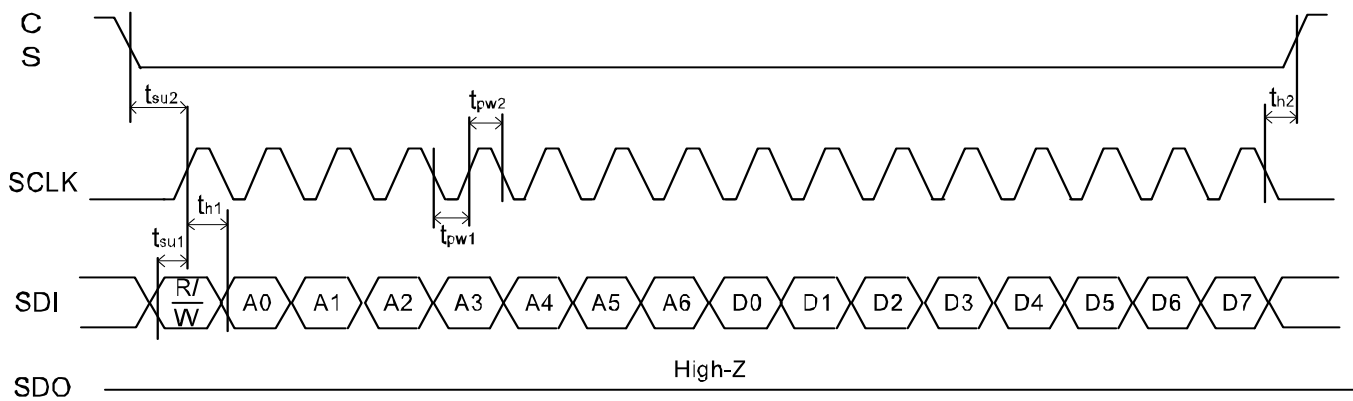 C
S
tsu2
tpw2
th2
SCLK
th1
tsu1
tpw1
SDI
R/
W
A0 A1 A2 A3 A4 A5 A6 D0 D1 D2 D3 D4 D5 D6 D7
High-Z
SDO